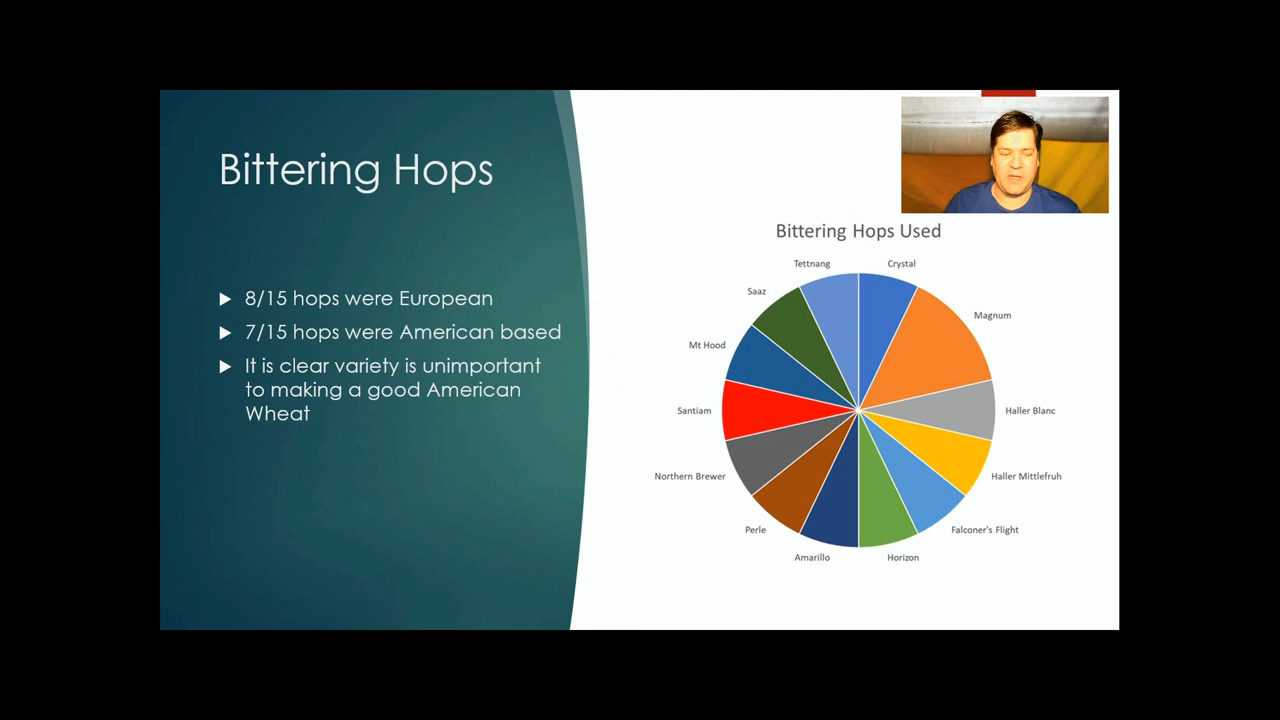 Bittering Hops
8/15 hops were European
7/15 hops were American based
It is clear variety is unimportant
to making a good American
Wheat
Bittering Hops Used
Tettnang
Crystal
Saaz
Magnum
Mt Hood
Santiam
Haller Blanc
Northern Brewer
Haller Mittlefruh
Perle
Falconer's Flight
Amarillo
Horizon